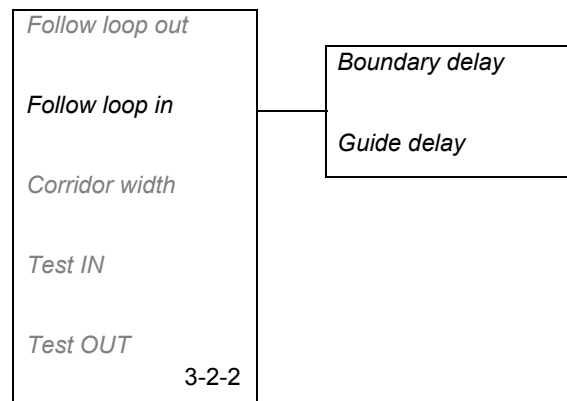 Follow loop out
Follow loop in
Corridor width
Test IN
Test OUT
3-2-2
Boundary delay
Guide delay